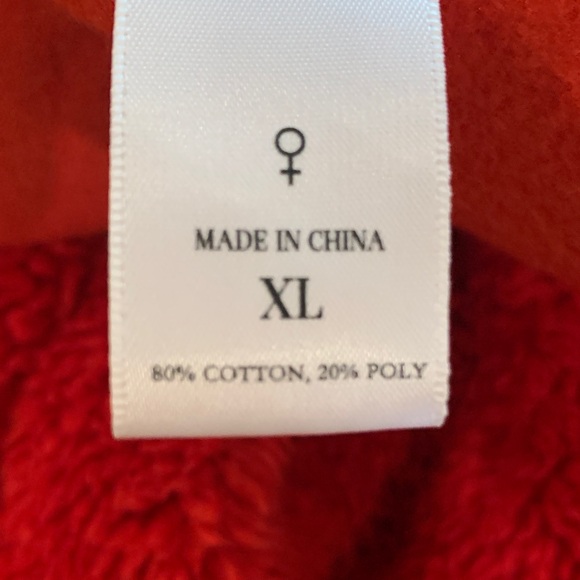 ♀
MADE IN CHINA
XL
80% COTTON, 20% POLY